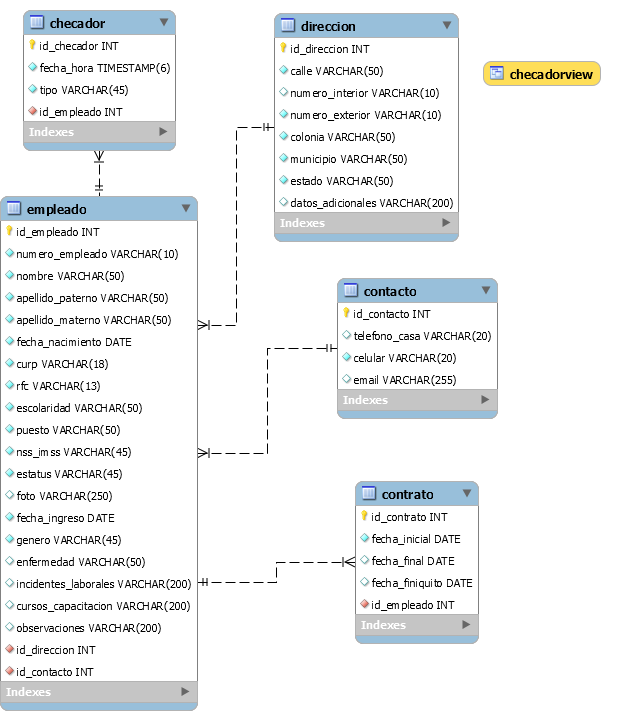 checador
id_checador INT
fecha_hora TIMESTAMP(6)
tipo VARCHAR(45)
id_empleado INT
Indexes
direccion
id_direccion INT
calle VARCHAR(50)
numero_interior VARCHAR(10)
numero_exterior VARCHAR(10)
colonia VARCHAR(50)
municipio VARCHAR(50)
estado VARCHAR(50)
datos_adicionales VARCHAR(200)
Indexes
checadorview
empleado
id_empleado INT
numero_empleado VARCHAR(10)
nombre VARCHAR(50)
apellido_paterno VARCHAR(50)
apellido_materno VARCHAR(50)
fecha_nacimiento DATE
curp VARCHAR(18)
rfc VARCHAR(13)
escolaridad VARCHAR(50)
puesto VARCHAR(50)
nss_imss VARCHAR(45)
estatus VARCHAR(45)
foto VARCHAR(250)
fecha_ingreso DATE
genero VARCHAR(45)
enfermedad VARCHAR(50)
incidentes_laborales VARCHAR(200)
cursos_capacitacion VARCHAR(200)
observaciones VARCHAR(200)
id_direccion INT
id_contacto INT
Indexes
contacto
id_contacto INT
telefono_casa VARCHAR(20)
celular VARCHAR(20)
email VARCHAR(255)
Indexes
contrato
id_contrato INT
fecha_inicial DATE
fecha_final DATE
fecha_finiquito DATE
id_empleado INT
Indexes